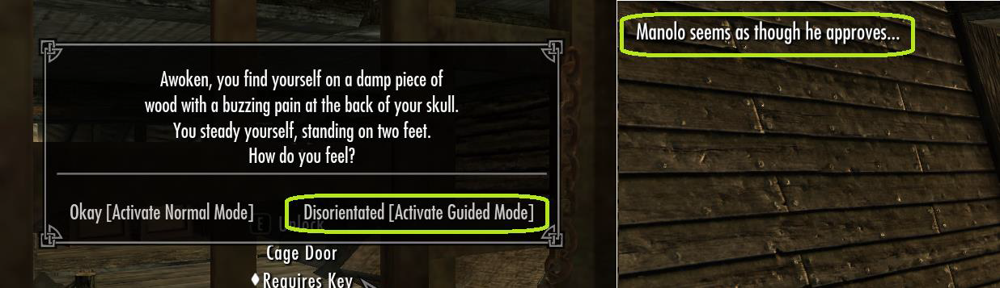 Awoken, you find yourself on a damp piece of
wood with a buzzing pain at the back of your skull.
You steady yourself, standing on two feet.
How do you feel?
Okay [Activate Normal Mode]
Disorientated [Activate Guided Mode]
E Unlock
Cage Door
Requires Key
Manolo seems as though he approves...